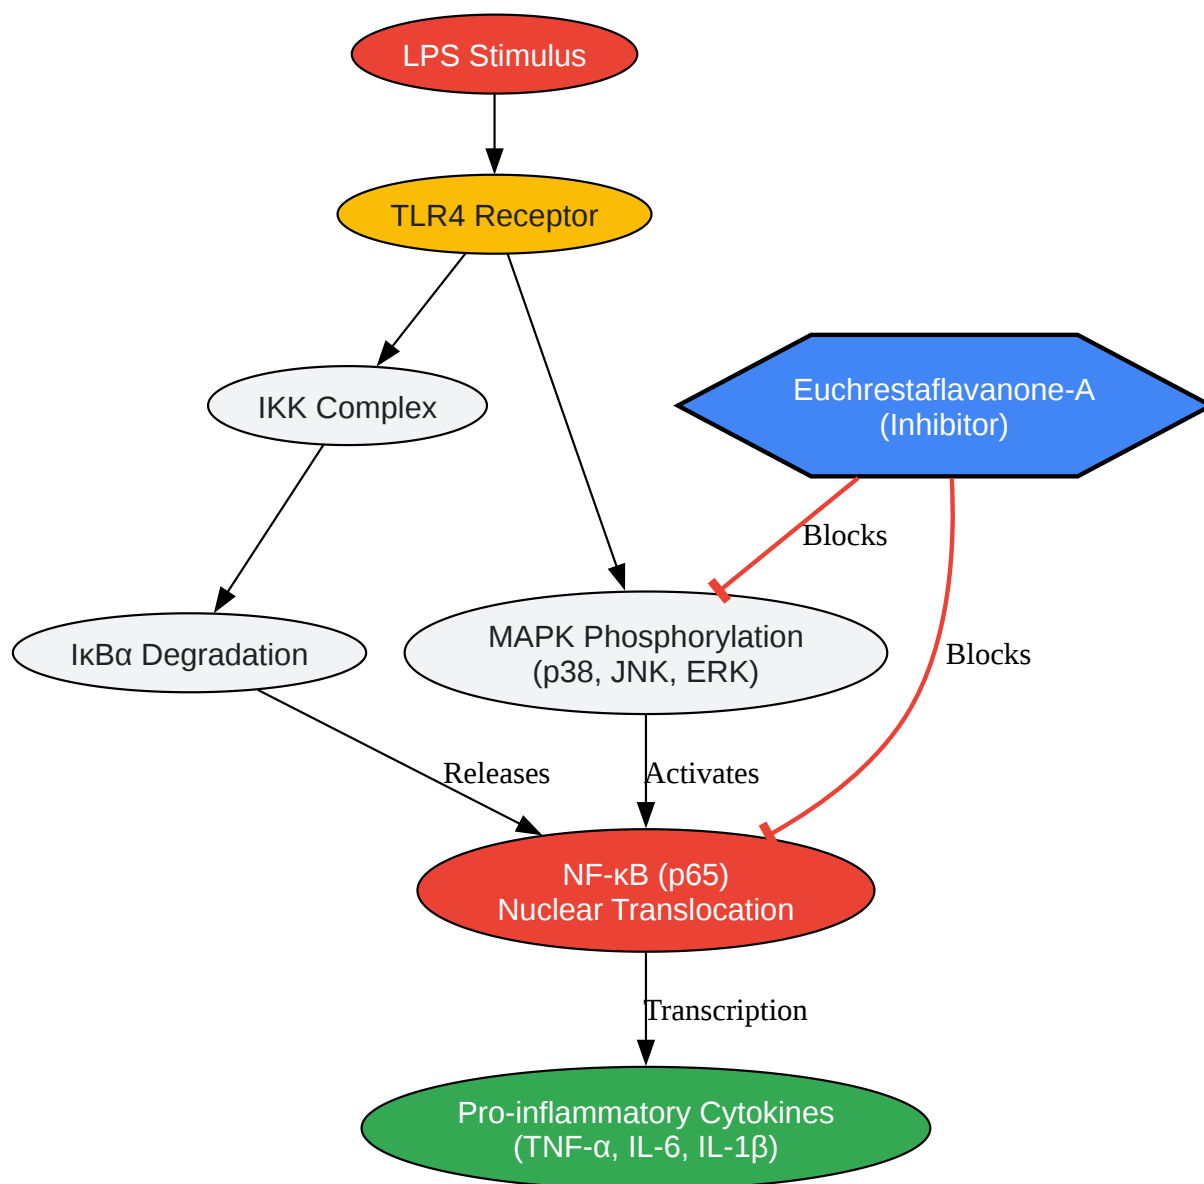 LPS Stimulus
TLR4 Receptor
IKK Complex
Euchrestaflavanone-A
(Inhibitor)
Blocks
IκBα Degradation
MAPK Phosphorylation
(p38, JNK, ERK)
Blocks
Releases
Activates
NF-κB (p65)
Nuclear Translocation
Transcription
Pro-inflammatory Cytokines
(TNF-α, IL-6, IL-1β)